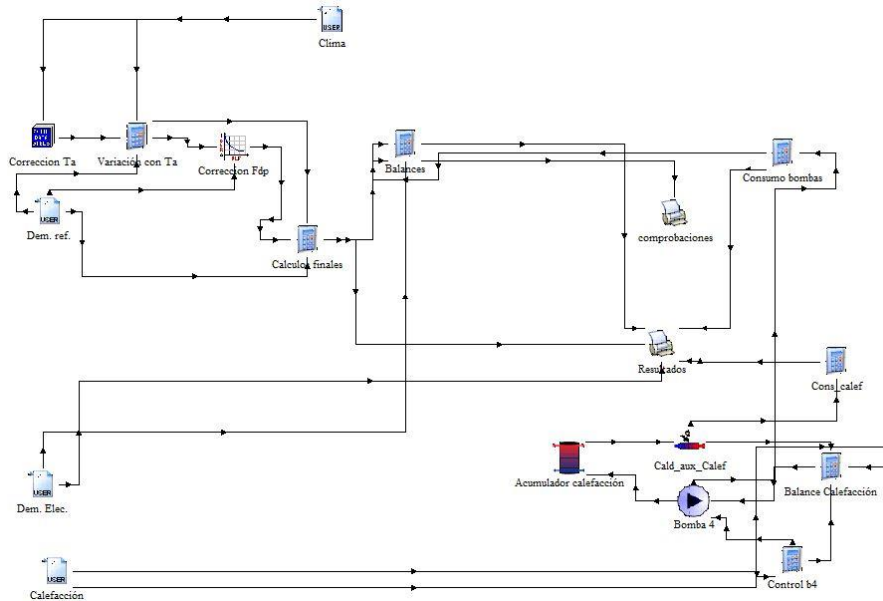 USER
Clima
Correccion Ta
Variación con Ta
Correccion Fdp
Balances
Consumo bombas
USER
Dem. ref.
comprobaciones
Calculos finales
Resultados
Cons_calef
USER
Dem. Elec.
Acumulador calefacción
Cald_aux_Calef
Balance Calefacción
Bomba 4
USER
Calefacción
Control b4